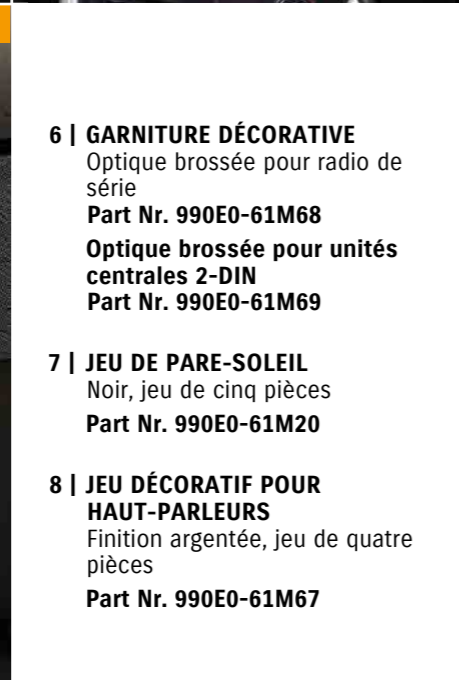 6 | GARNITURE DÉCORATIVE
Optique brossée pour radio de
série
Part Nr. 990E0-61M68
Optique brossée pour unités
centrales 2-DIN
Part Nr. 990E0-61M69
7 | JEU DE PARE-SOLEIL
Noir, jeu de cinq pièces
Part Nr. 990E0-61M20
8 | JEU DÉCORATIF POUR
HAUT-PARLEURS
Finition argentée, jeu de quatre
pièces
Part Nr. 990E0-61M67